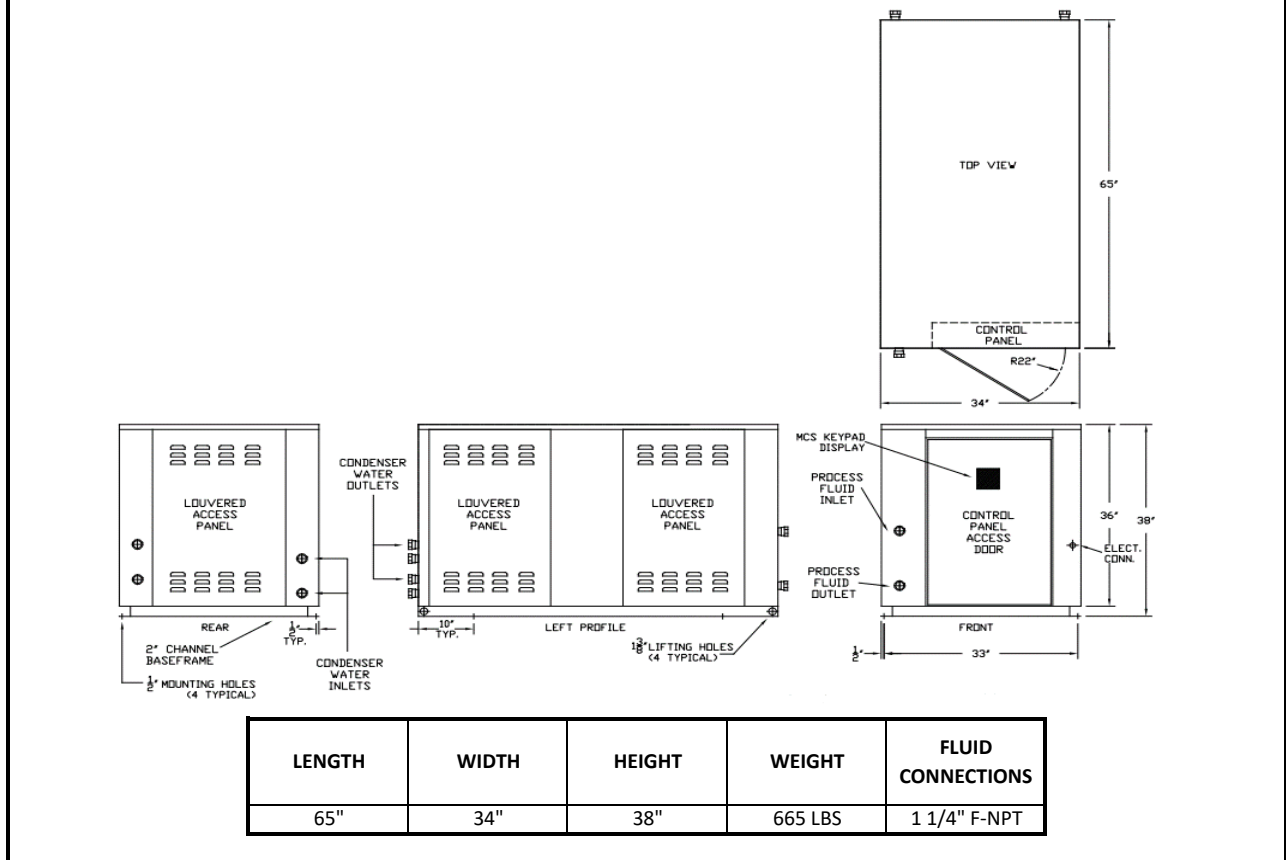 TOP VIEW
65"
CONTROL
PANEL
R22"
34"
LOUVERED
ACCESS
PANEL
REAR
1/2"
TYP.
2" CHANNEL
BASEFRAME
1/2" MOUNTING HOLES
(4 TYPICAL)
CONDENSER
WATER
INLETS
CONDENSER
WATER
OUTLETS
LOUVERED
ACCESS
PANEL
LOUVERED
ACCESS
PANEL
10"
TYP.
LEFT PROFILE
1 3/8" LIFTING HOLES
(4 TYPICAL)
MCS KEYPAD
DISPLAY
PROCESS
FLUID
INLET
PROCESS
FLUID
OUTLET
CONTROL
PANEL
ACCESS
DOOR
36"
38"
ELECT.
CONN.
FRONT
1/2"
33"
LENGTH WIDTH HEIGHT WEIGHT FLUID CONNECTIONS
65" 34" 38" 665 LBS 1 1/4" F-NPT